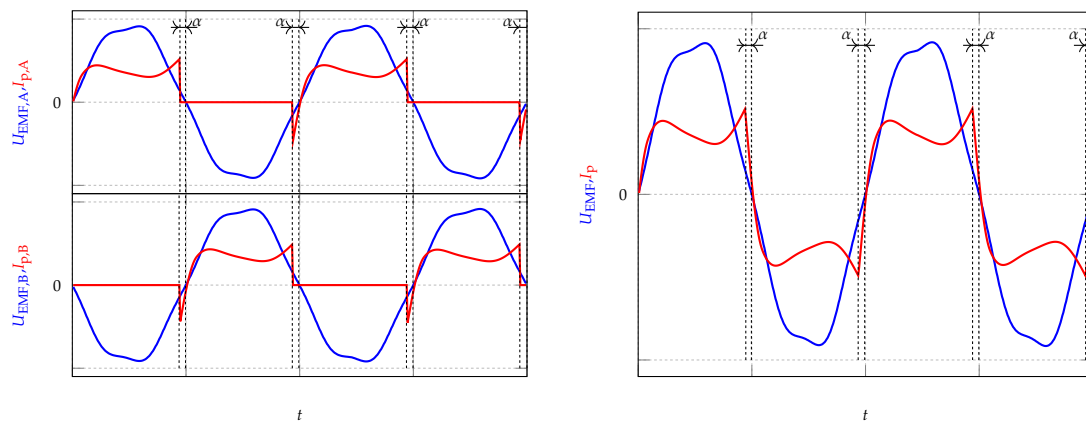 α α α α
U_EMF,A, I_p,A
0
U_EMF,B, I_p,B
0
t
α α α α
U_EMF, I_p
0
t